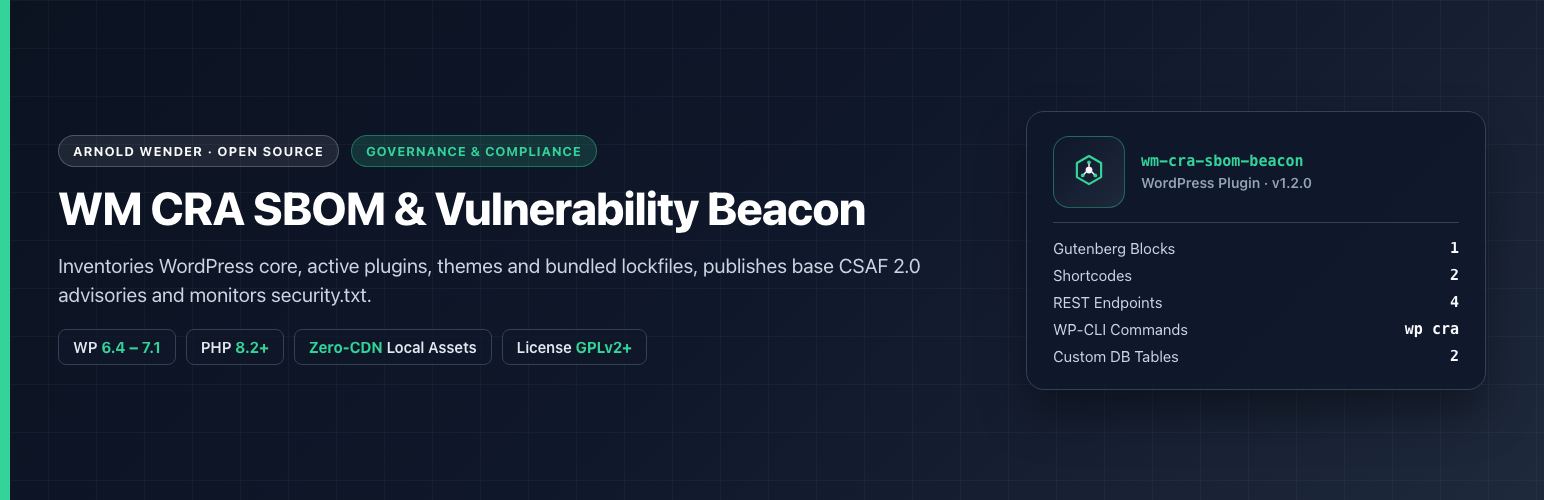 ARNOLD WENDER · OPEN SOURCE
GOVERNANCE & COMPLIANCE
WM CRA SBOM & Vulnerability Beacon
Inventories WordPress core, active plugins, themes and bundled lockfiles, publishes base CSAF 2.0
advisories and monitors security.txt.
WP 6.4 – 7.1
PHP 8.2+
Zero-CDN Local Assets
License GPLv2+
wm-cra-sbom-beacon
WordPress Plugin · v1.2.0
Gutenberg Blocks 1
Shortcodes 2
REST Endpoints 4
WP-CLI Commands wp cra
Custom DB Tables 2